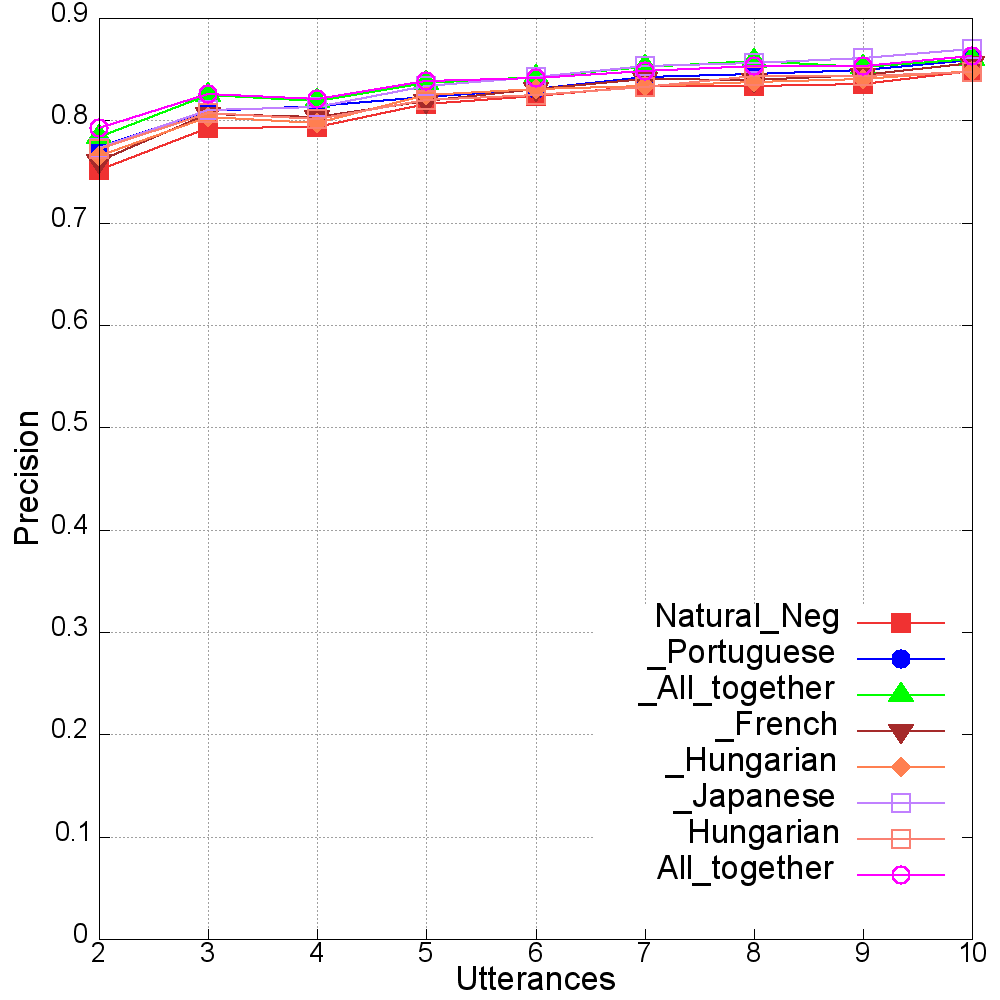 0.9
0.8
0.7
0.6
0.5
0.4
0.3
0.2
0.1
0
Precision
Natural_Neg
_Portuguese
_All_together
_French
_Hungarian
_Japanese
Hungarian
All_together
2 3 4 5 6 7 8 9 10
Utterances